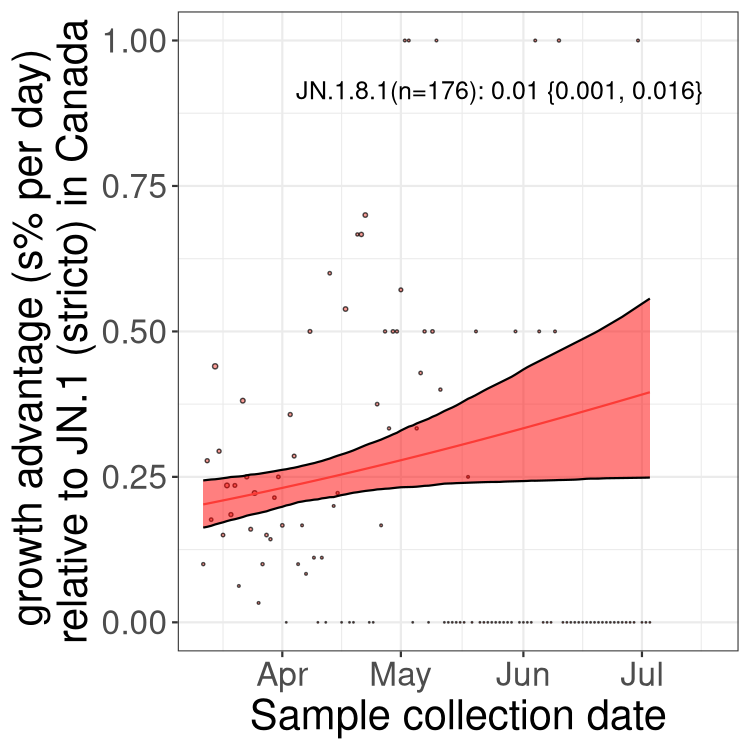 growth advantage (s% per day)
relative to JN.1 (stricto) in Canada
1.00
0.75
0.50
0.25
0.00
JN.1.8.1(n=176): 0.01 {0.001, 0.016}
Apr May Jun Jul
Sample collection date